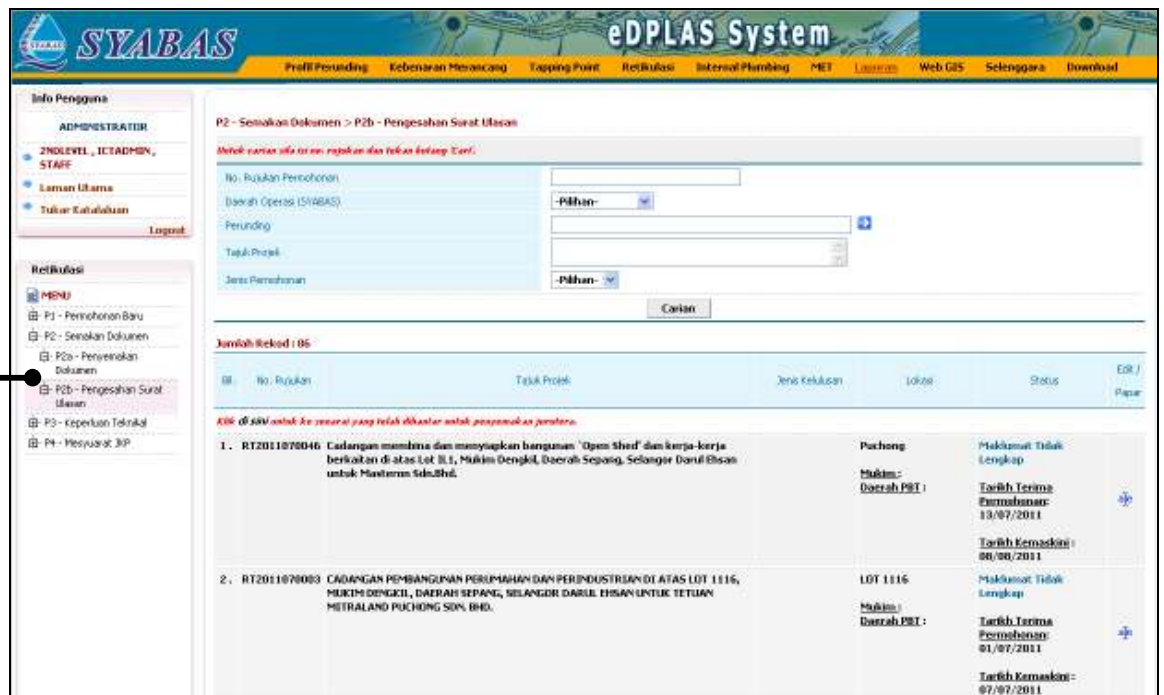 SYABAS
eDPLAS System
Profil Perunding Kebenaran Merancang Tapping Point Retikulasi Internal Plumbing MET Laporan Web GIS Selenggara Download
Info Pengguna
ADMINISTRATOR
2NDLEVEL , ICTADMIN ,
STAFF
Laman Utama
Tukar Katalaluan
Logout
Retikulasi
MENU
P1 - Permohonan Baru
P2 - Semakan Dokumen
P2a - Penyemakan
Dokumen
P2b - Pengesahan Surat
Ulasan
P3 - Keperluan Teknikal
P4 - Mesyuarat JKP
P2 - Semakan Dokumen > P2b - Pengesahan Surat Ulasan
Untuk carian sila isi no. rujukan dan tekan butang 'Cari'.
No. Rujukan Permohonan
Daerah Operasi (SYABAS) -Pilihan-
Perunding
Tajuk Projek
Jenis Permohonan -Pilihan-
Carian
Jumlah Rekod : 86
Bil. No. Rujukan Tajuk Projek Jenis Kelulusan Lokasi Status Edit /
Papar
Klik di sini untuk ke senarai yang telah dihantar untuk penyemakan jurutera.
1. RT2011070046 Cadangan membina dan menyiapkan bangunan `Open Shed' dan kerja-kerja
berkaitan di atas Lot IL1, Mukim Dengkil, Daerah Sepang, Selangor Darul Ehsan
untuk Masteron Sdn.Bhd.
Puchong
Mukim :
Daerah PBT :
Maklumat Tidak
Lengkap
Tarikh Terima
Permohonan:
13/07/2011
Tarikh Kemaskini :
08/08/2011
2. RT2011070003 CADANGAN PEMBANGUNAN PERUMAHAN DAN PERINDUSTRIAN DI ATAS LOT 1116,
MUKIM DENGKIL, DAERAH SEPANG, SELANGOR DARUL EHSAN UNTUK TETUAN
MITRALAND PUCHONG SDN. BHD.
LOT 1116
Mukim :
Daerah PBT :
Maklumat Tidak
Lengkap
Tarikh Terima
Permohonan:
01/07/2011
Tarikh Kemaskini :
07/07/2011